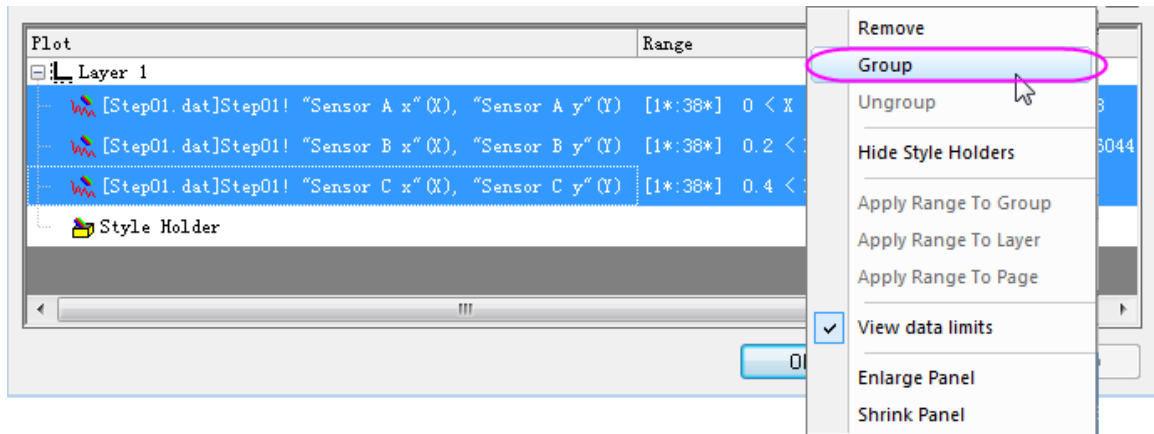 Plot Range
Layer 1
[Step01.dat]Step01! "Sensor A x"(X), "Sensor A y"(Y) [1*:38*] 0 < X
[Step01.dat]Step01! "Sensor B x"(X), "Sensor B y"(Y) [1*:38*] 0.2 < 6044
[Step01.dat]Step01! "Sensor C x"(X), "Sensor C y"(Y) [1*:38*] 0.4 <
Style Holder
Remove
Group
Ungroup
Hide Style Holders
Apply Range To Group
Apply Range To Layer
Apply Range To Page
View data limits
Enlarge Panel
Shrink Panel